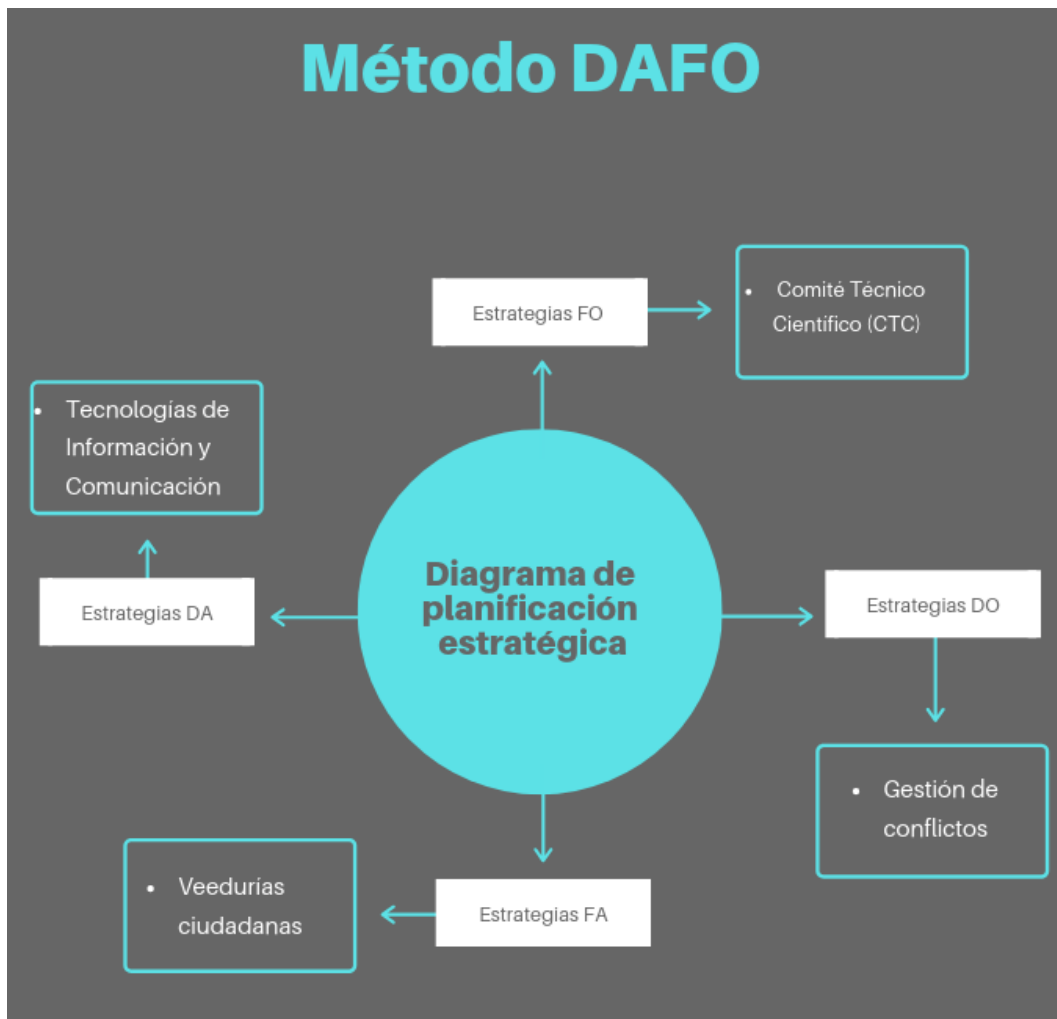 Método DAFO
Estrategias FO
• Comité Técnico
Científico (CTC)
• Tecnologías de
Información y
Comunicación
Estrategias DA
Diagrama de
planificación
estratégica
Estrategias DO
• Gestión de
conflictos
• Veedurías
ciudadanas
Estrategias FA